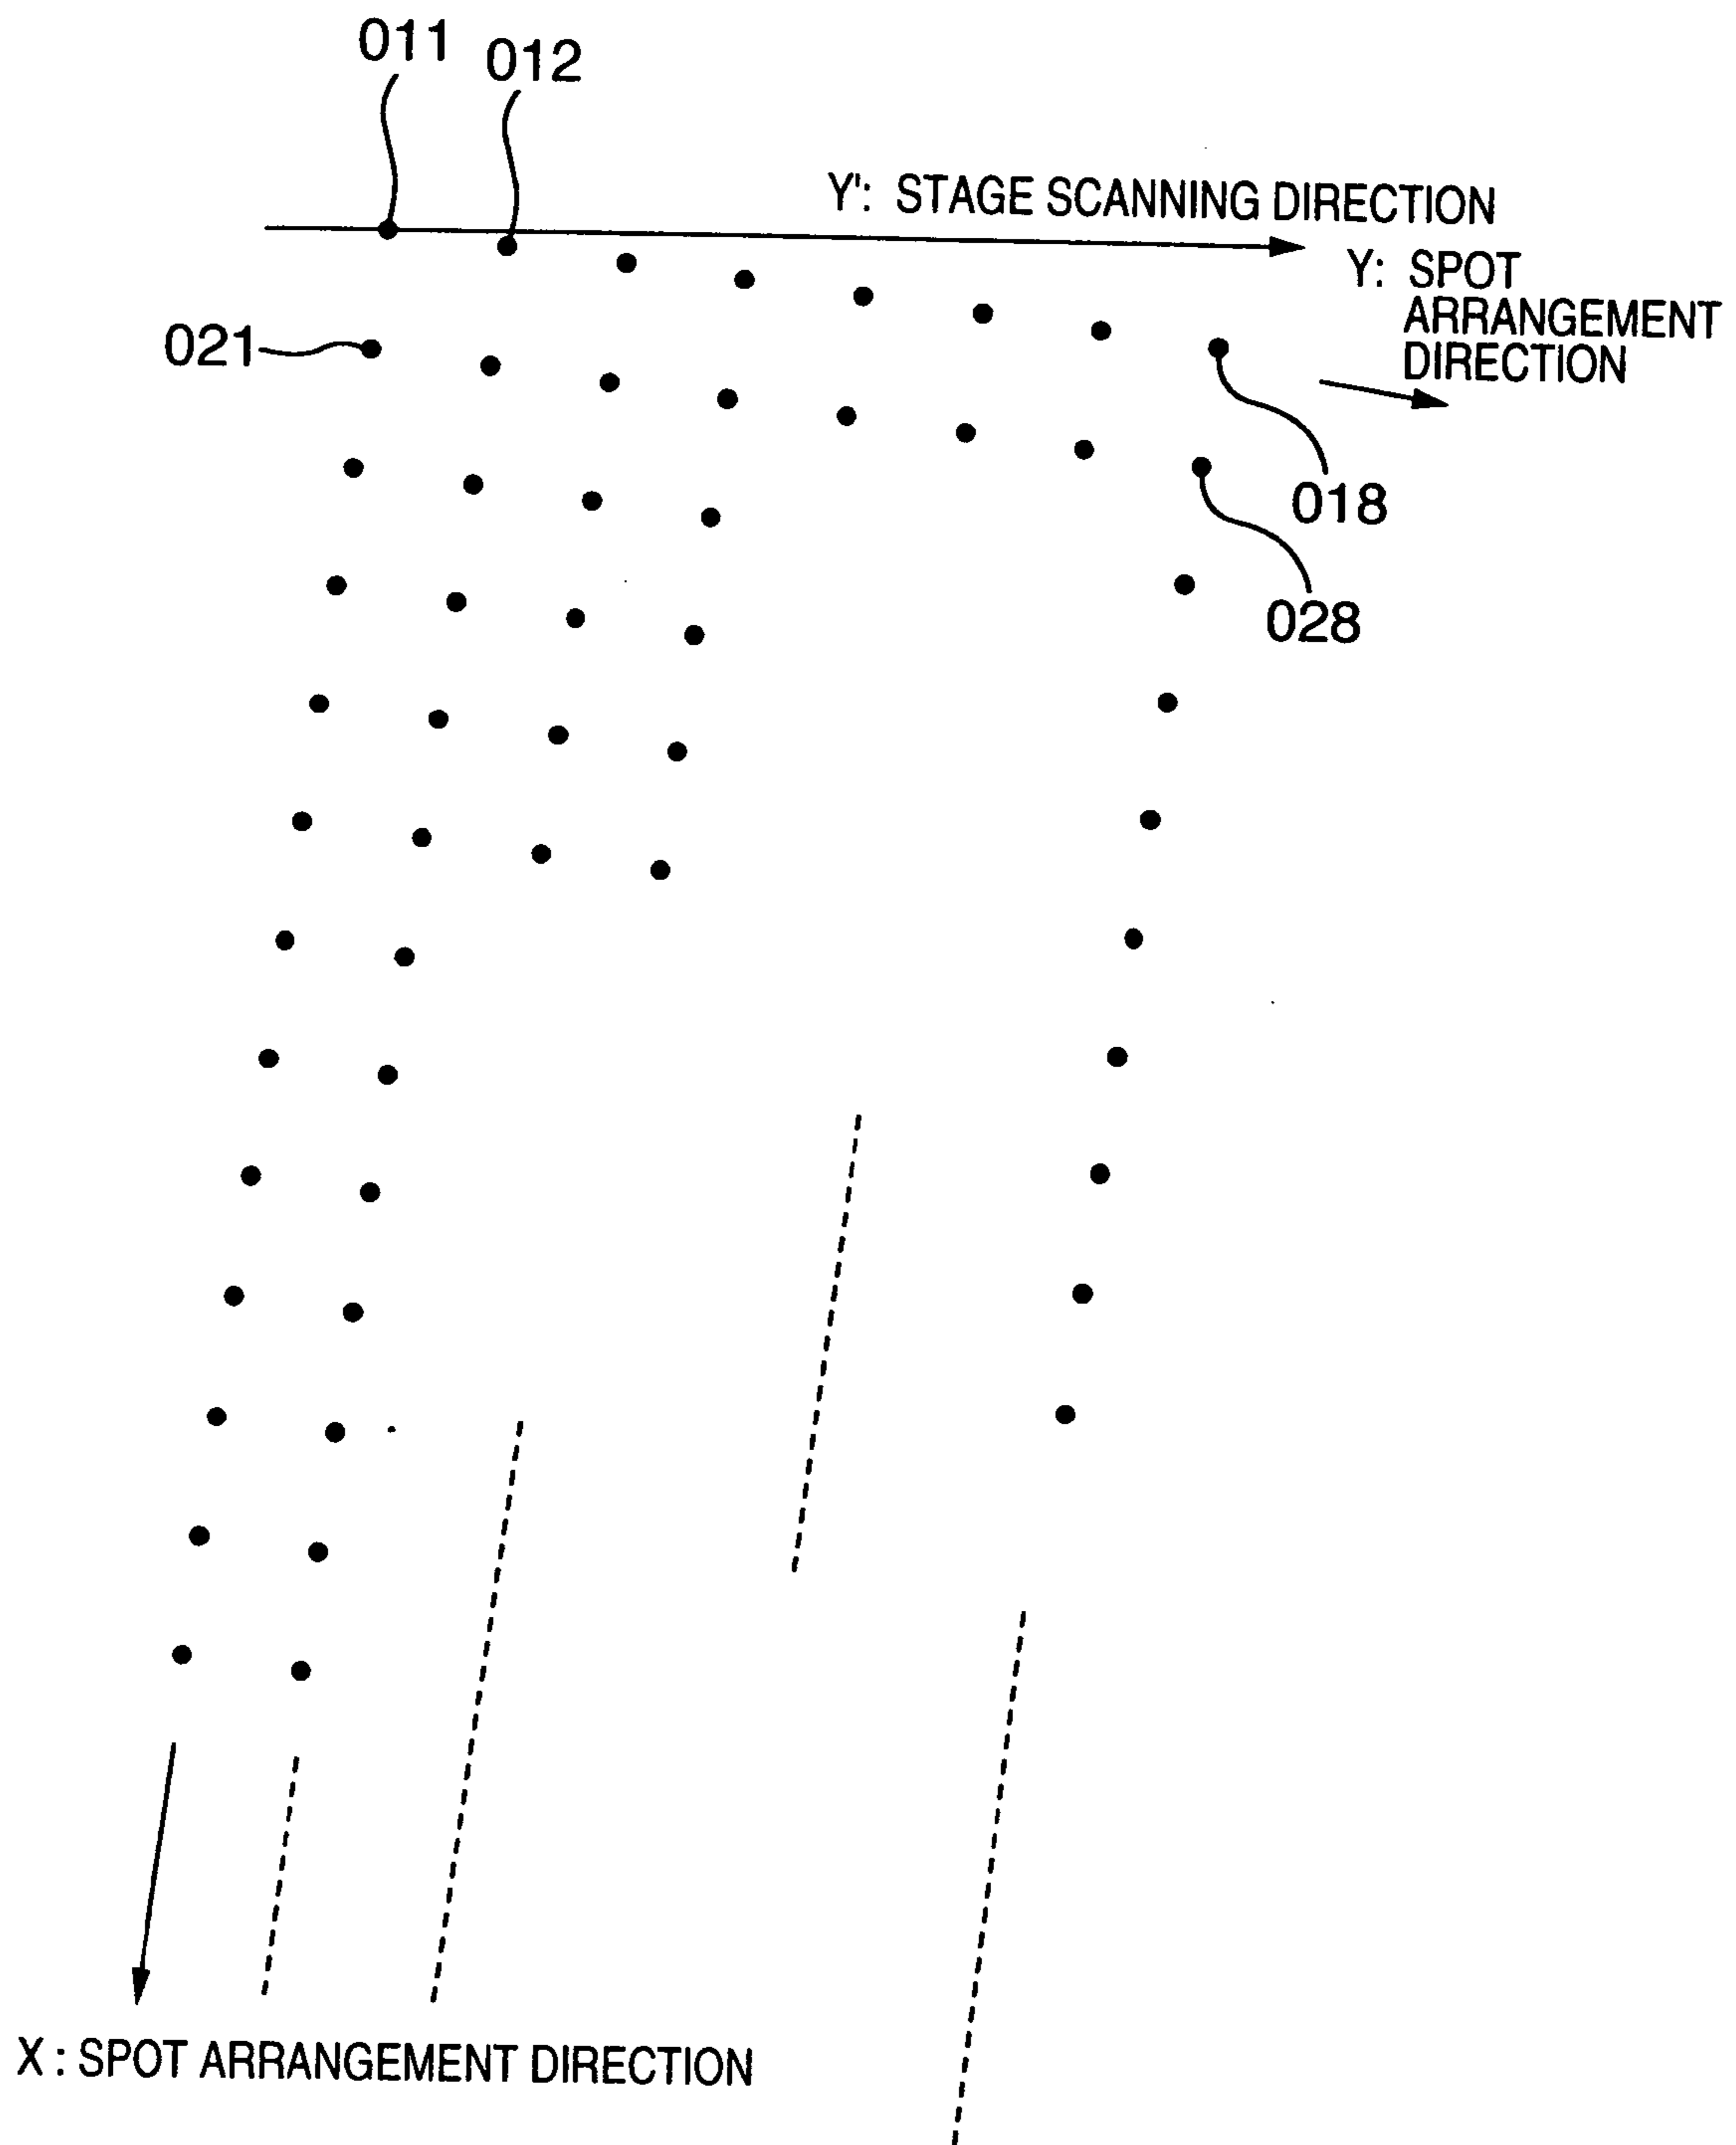 011
012
Y': STAGE SCANNING DIRECTION
Y: SPOT
ARRANGEMENT
DIRECTION
021
018
028
X : SPOT ARRANGEMENT DIRECTION